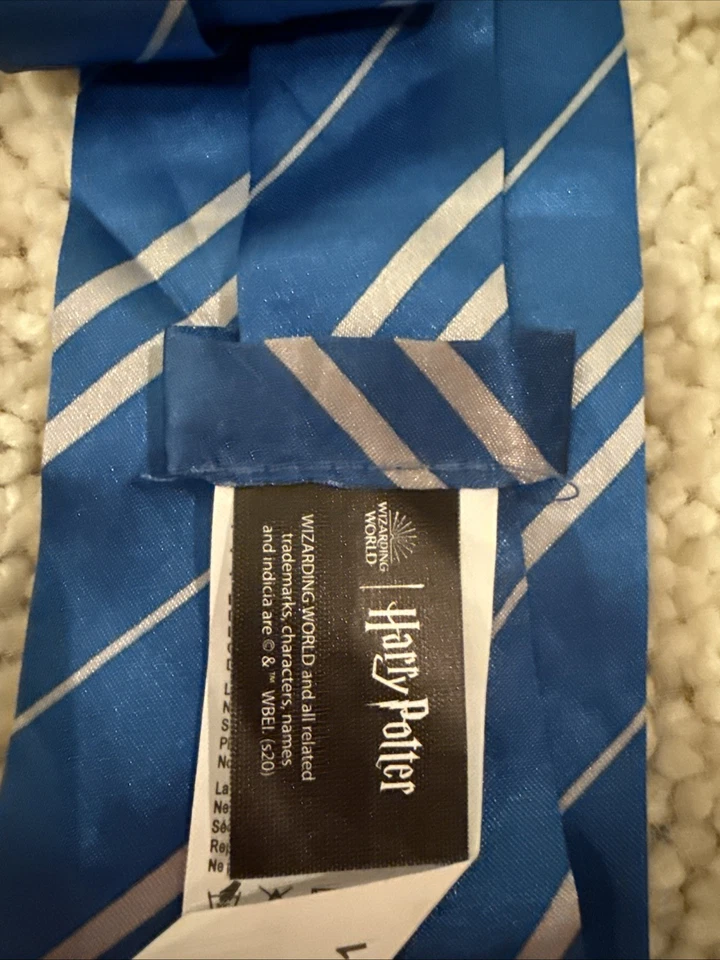 WIZARDING
WORLD
Harry Potter
WIZARDING WORLD and all related
trademarks, characters, names
and indicia are © & ™ WBEI. (s20)